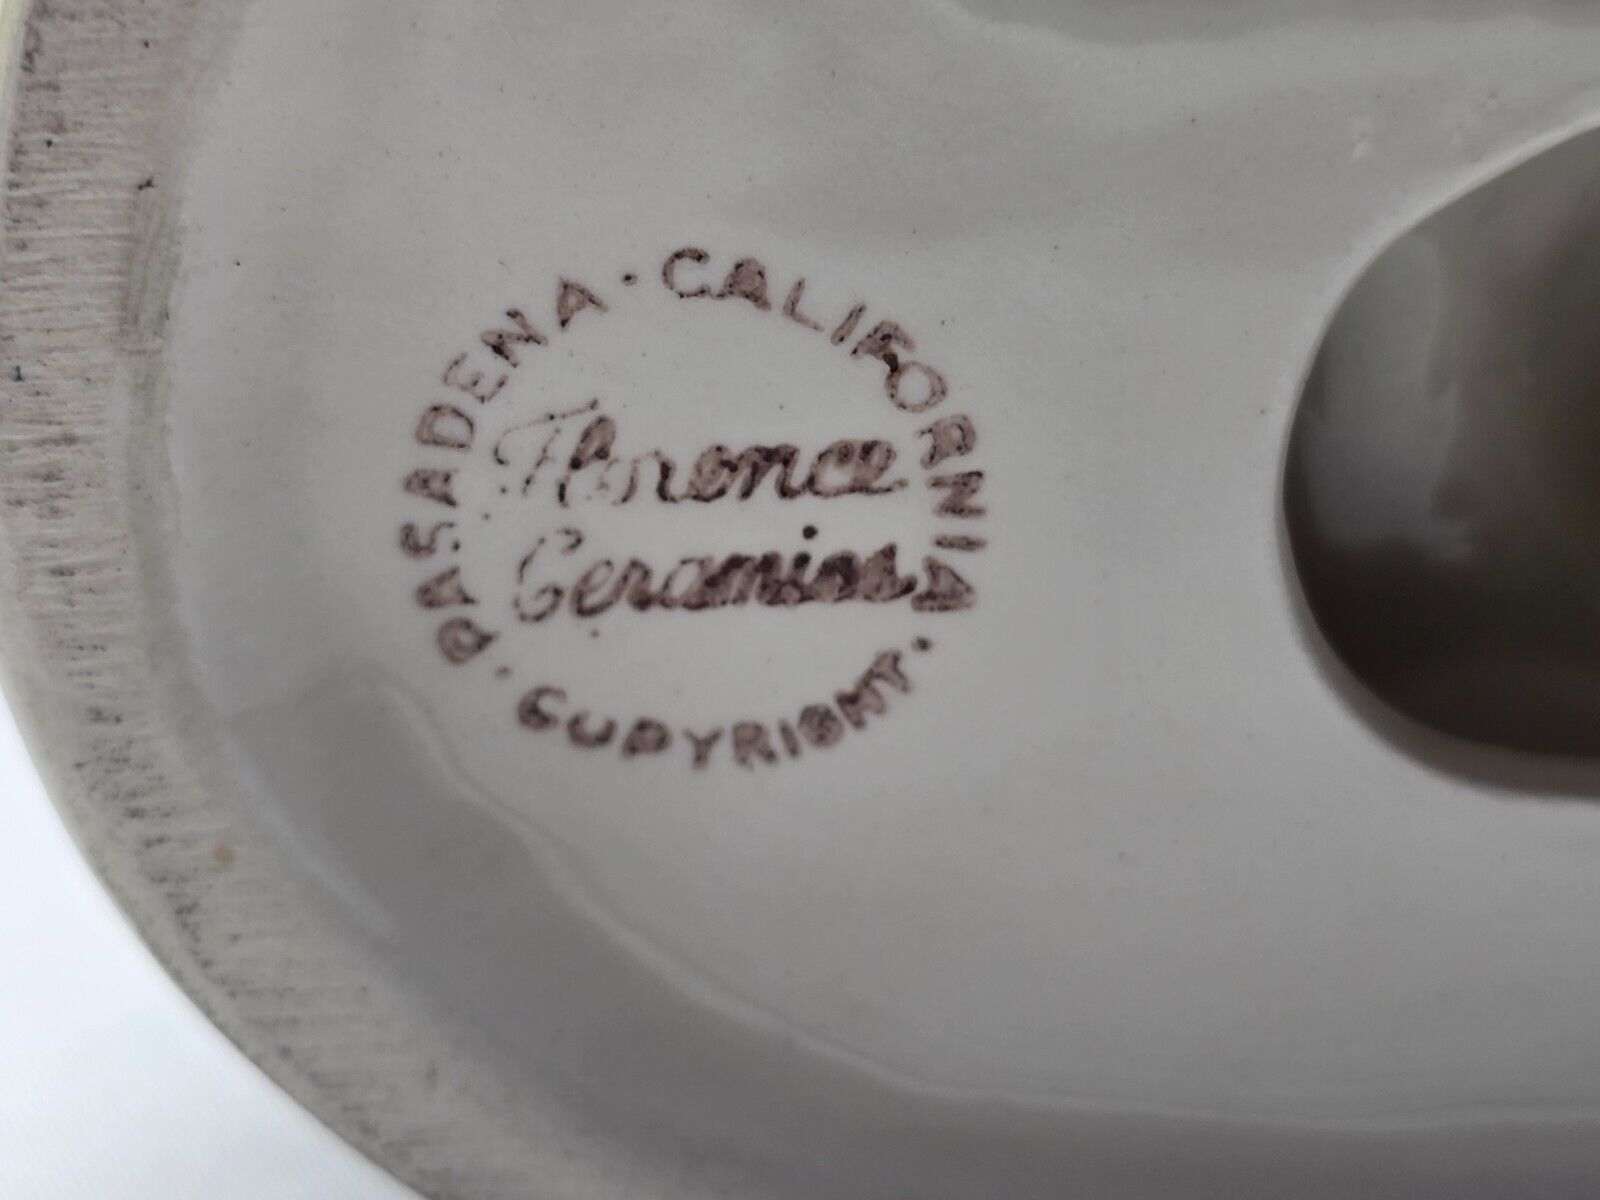 PASADENA · CALIFORNIA ·
Florence
Ceramics
COPYRIGHT ·